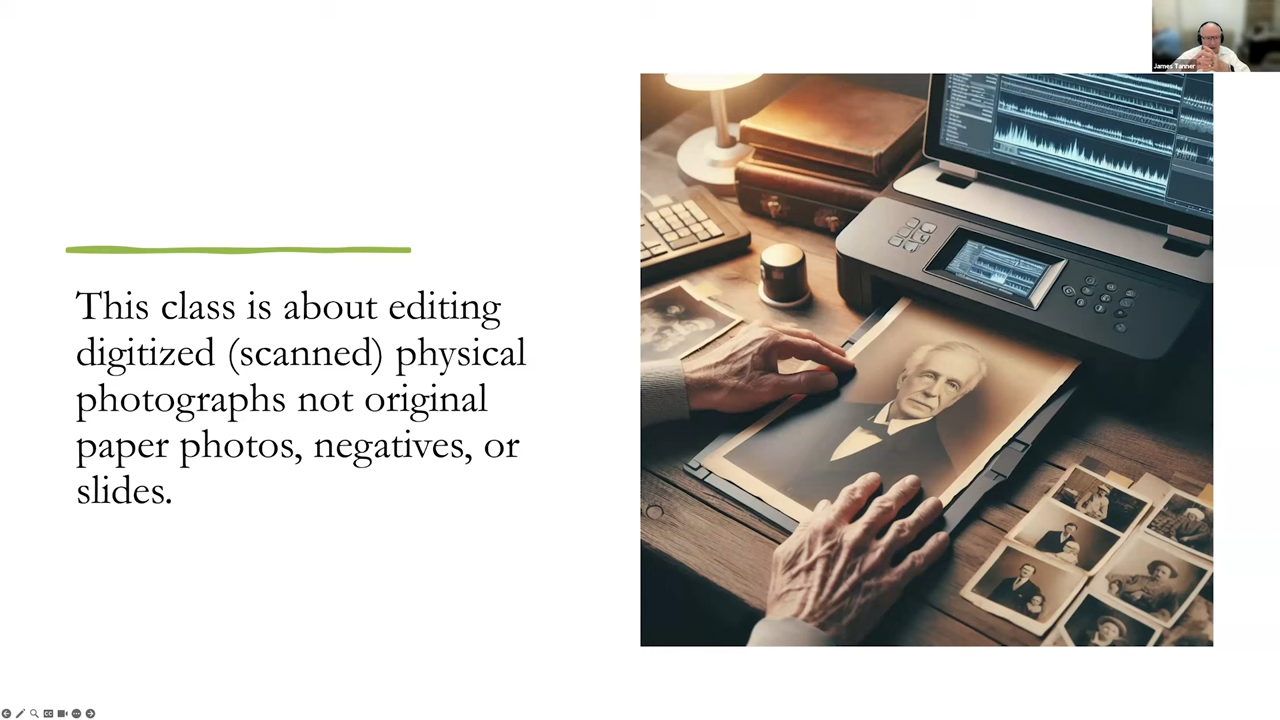 James Tanner
This class is about editing
digitized (scanned) physical
photographs not original
paper photos, negatives, or
slides.